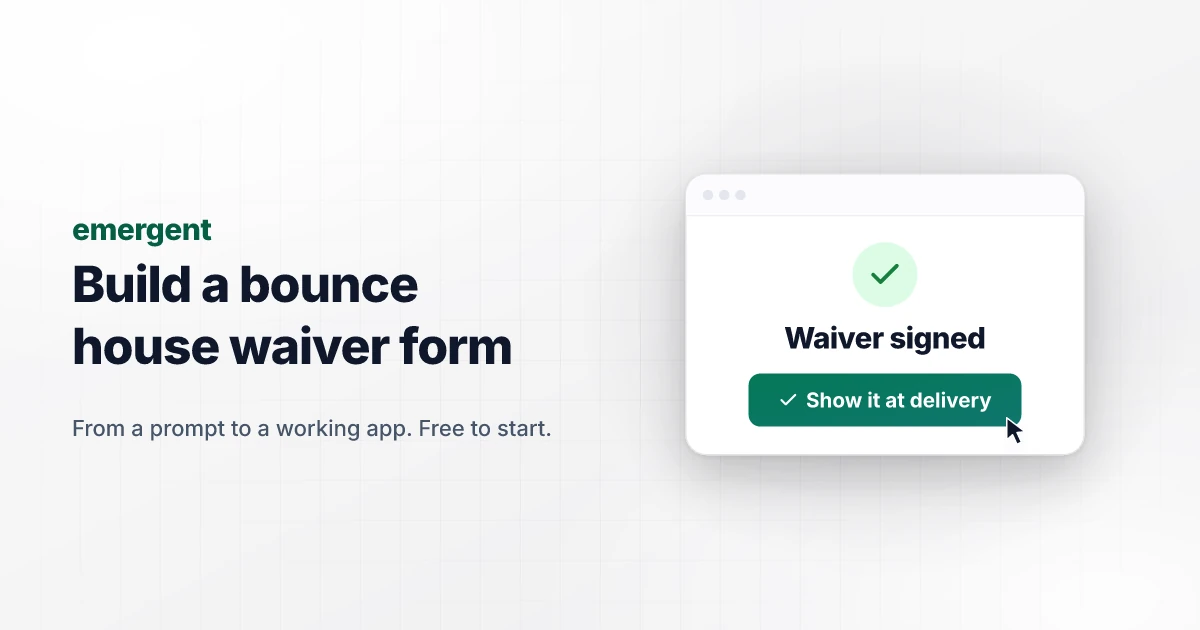 emergent
Build a bounce
house waiver form
From a prompt to a working app. Free to start.
Waiver signed
Show it at delivery